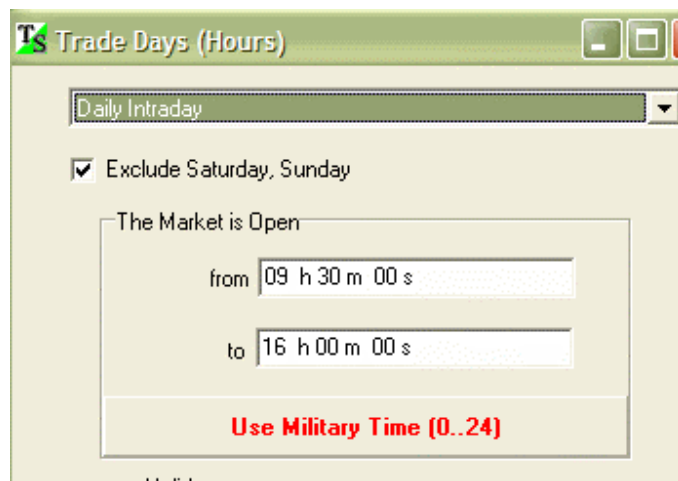 TS Trade Days (Hours)
Daily Intraday
Exclude Saturday, Sunday
The Market is Open
from 09 h 30 m 00 s
to 16 h 00 m 00 s
Use Military Time (0..24)